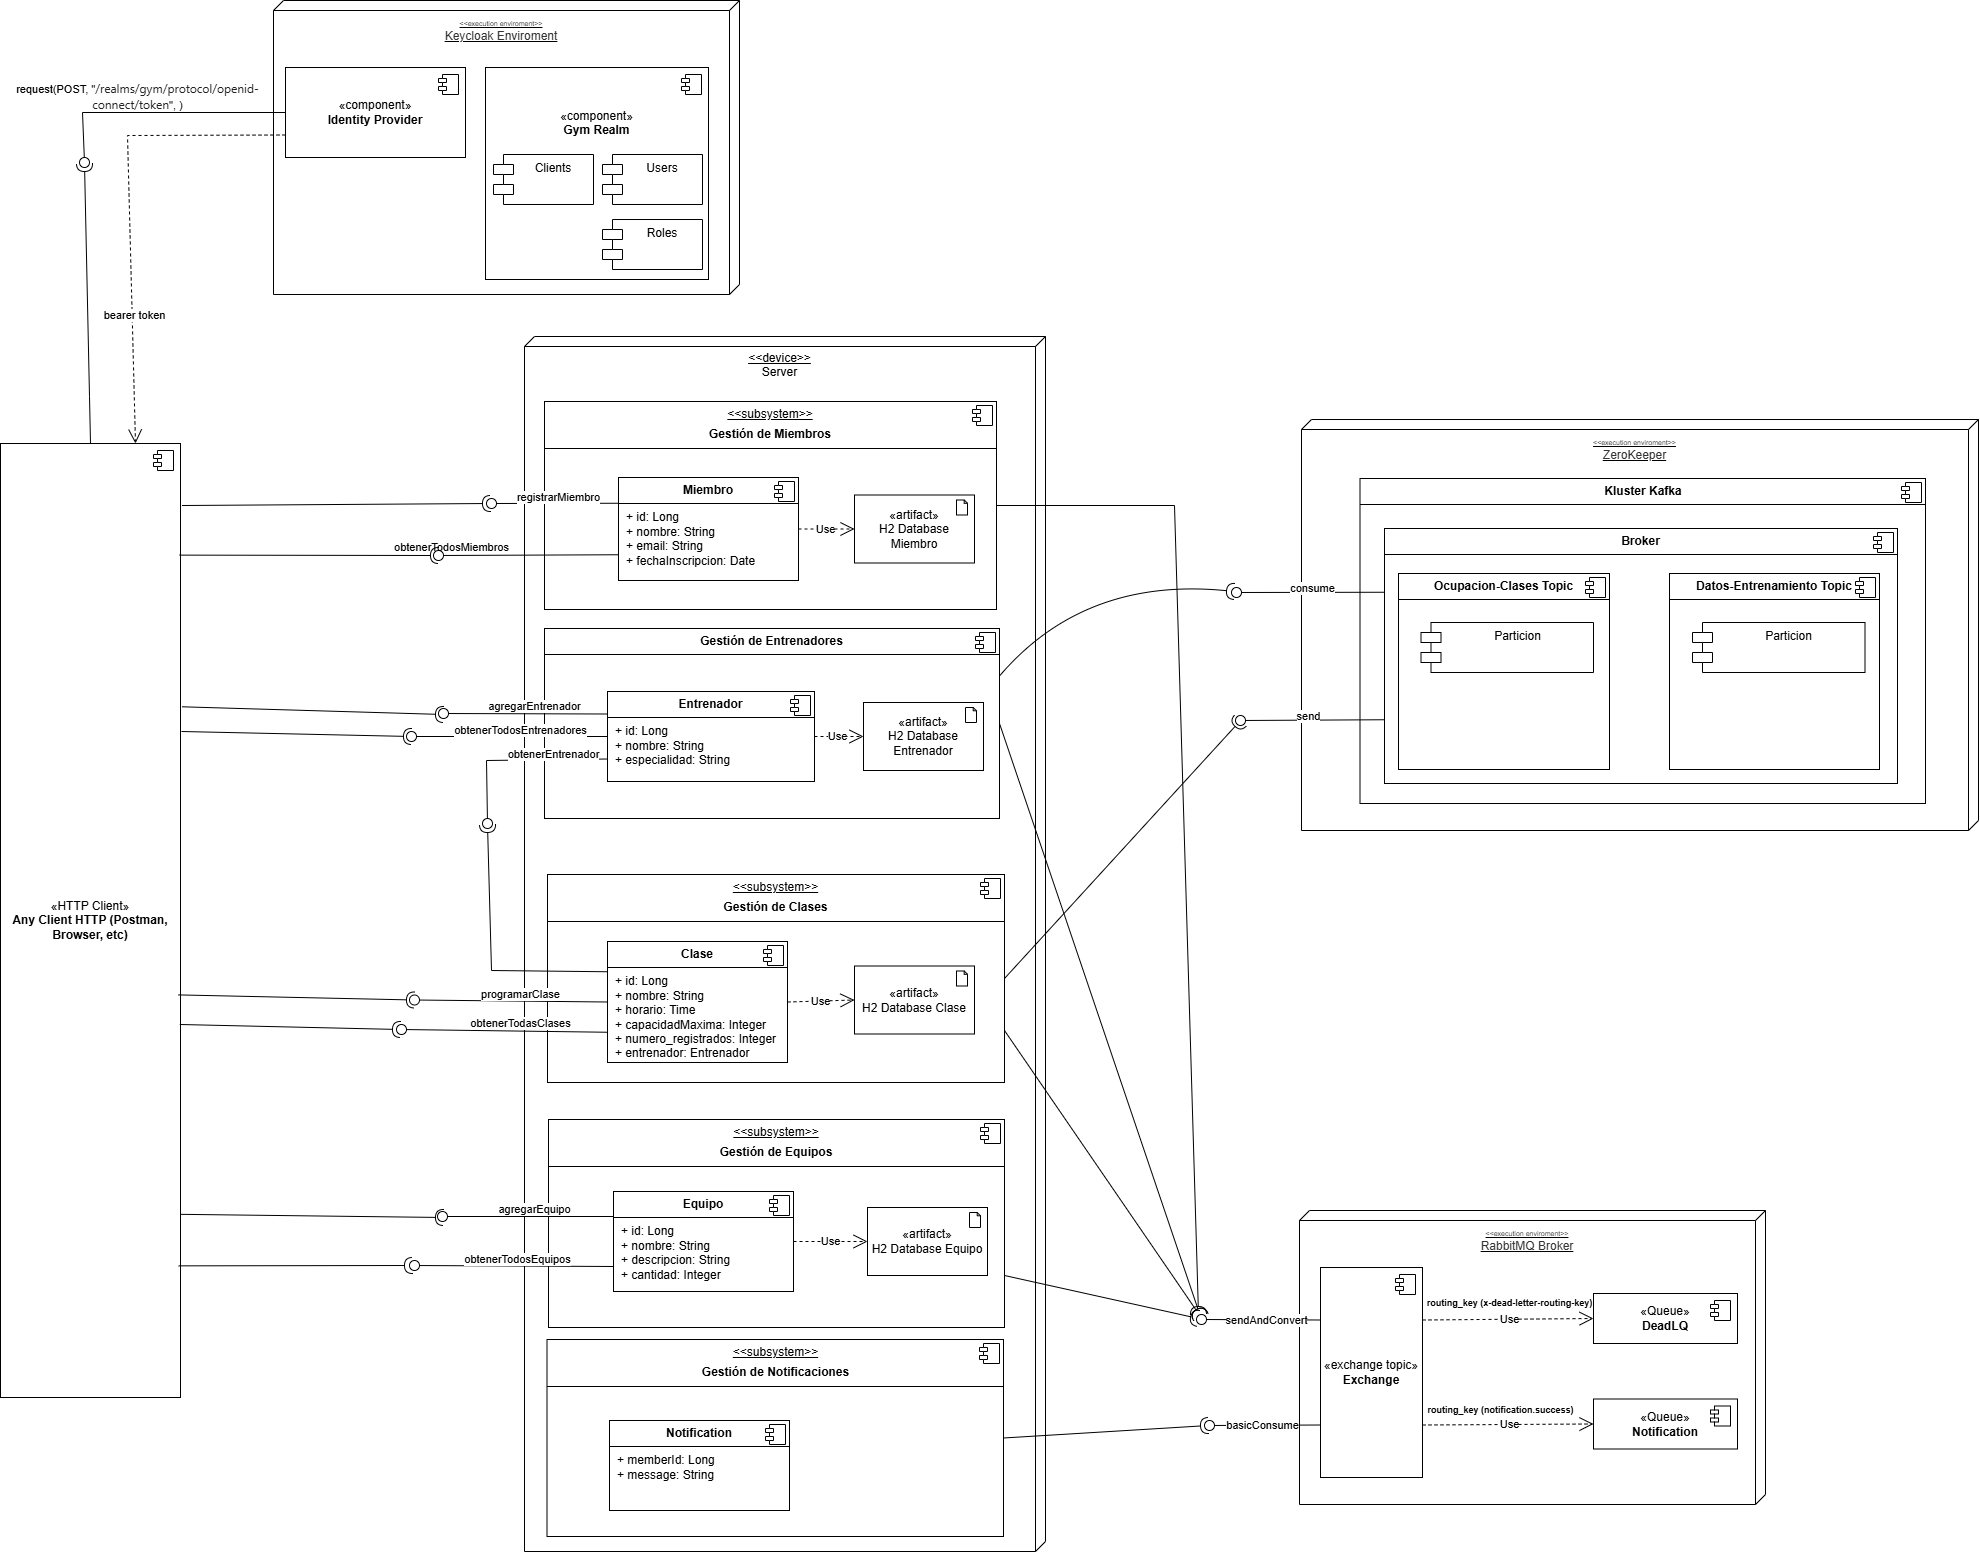 <<execution enviroment>>
Keycloak Enviroment
request(POST, "/realms/gym/protocol/openid-
connect/token", )
«component»
Identity Provider
«component»
Gym Realm
Clients
Users
Roles
bearer token
<<device>>
Server
<<subsystem>>
Gestión de Miembros
registrarMiembro
obtenerTodosMiembros
Miembro
+ id: Long
+ nombre: String
+ email: String
+ fechaInscripcion: Date
Use
«artifact»
H2 Database
Miembro
Gestión de Entrenadores
agregarEntrenador
obtenerTodosEntrenadores
obtenerEntrenador
Entrenador
+ id: Long
+ nombre: String
+ especialidad: String
Use
«artifact»
H2 Database
Entrenador
«HTTP Client»
Any Client HTTP (Postman,
Browser, etc)
<<subsystem>>
Gestión de Clases
programarClase
obtenerTodasClases
Clase
+ id: Long
+ nombre: String
+ horario: Time
+ capacidadMaxima: Integer
+ numero_registrados: Integer
+ entrenador: Entrenador
Use
«artifact»
H2 Database Clase
<<subsystem>>
Gestión de Equipos
agregarEquipo
obtenerTodosEquipos
Equipo
+ id: Long
+ nombre: String
+ descripcion: String
+ cantidad: Integer
Use
«artifact»
H2 Database Equipo
<<subsystem>>
Gestión de Notificaciones
Notification
+ memberId: Long
+ message: String
<<execution enviroment>>
ZeroKeeper
Kluster Kafka
Broker
consume
send
Ocupacion-Clases Topic
Particion
Datos-Entrenamiento Topic
Particion
<<execution enviroment>>
RabbitMQ Broker
sendAndConvert
basicConsume
«exchange topic»
Exchange
routing_key (x-dead-letter-routing-key)
Use
«Queue»
DeadLQ
routing_key (notification.success)
Use
«Queue»
Notification